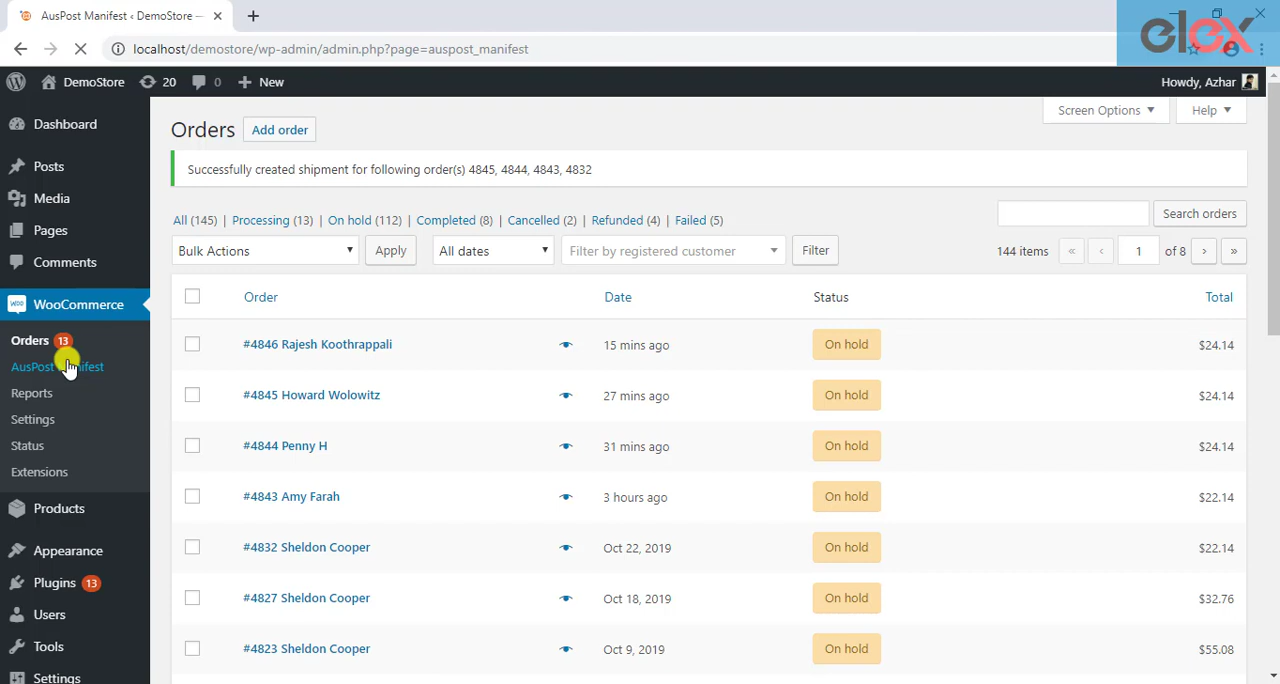 AusPost Manifest ‹ DemoStore —
elex
localhost/demostore/wp-admin/admin.php?page=auspost_manifest
DemoStore 20 0 New Howdy, Azhar
Screen Options Help
Dashboard
Posts
Media
Pages
Comments
WooCommerce
Orders 13
AusPost Manifest
Reports
Settings
Status
Extensions
Products
Appearance
Plugins 13
Users
Tools
Settings
Orders Add order
Successfully created shipment for following order(s) 4845, 4844, 4843, 4832
All (145) | Processing (13) | On hold (112) | Completed (8) | Cancelled (2) | Refunded (4) | Failed (5)
Search orders
Bulk Actions Apply All dates Filter by registered customer Filter 144 items « ‹ 1 of 8 › »
Order Date Status Total
#4846 Rajesh Koothrappali 15 mins ago On hold $24.14
#4845 Howard Wolowitz 27 mins ago On hold $24.14
#4844 Penny H 31 mins ago On hold $24.14
#4843 Amy Farah 3 hours ago On hold $22.14
#4832 Sheldon Cooper Oct 22, 2019 On hold $22.14
#4827 Sheldon Cooper Oct 18, 2019 On hold $32.76
#4823 Sheldon Cooper Oct 9, 2019 On hold $55.08